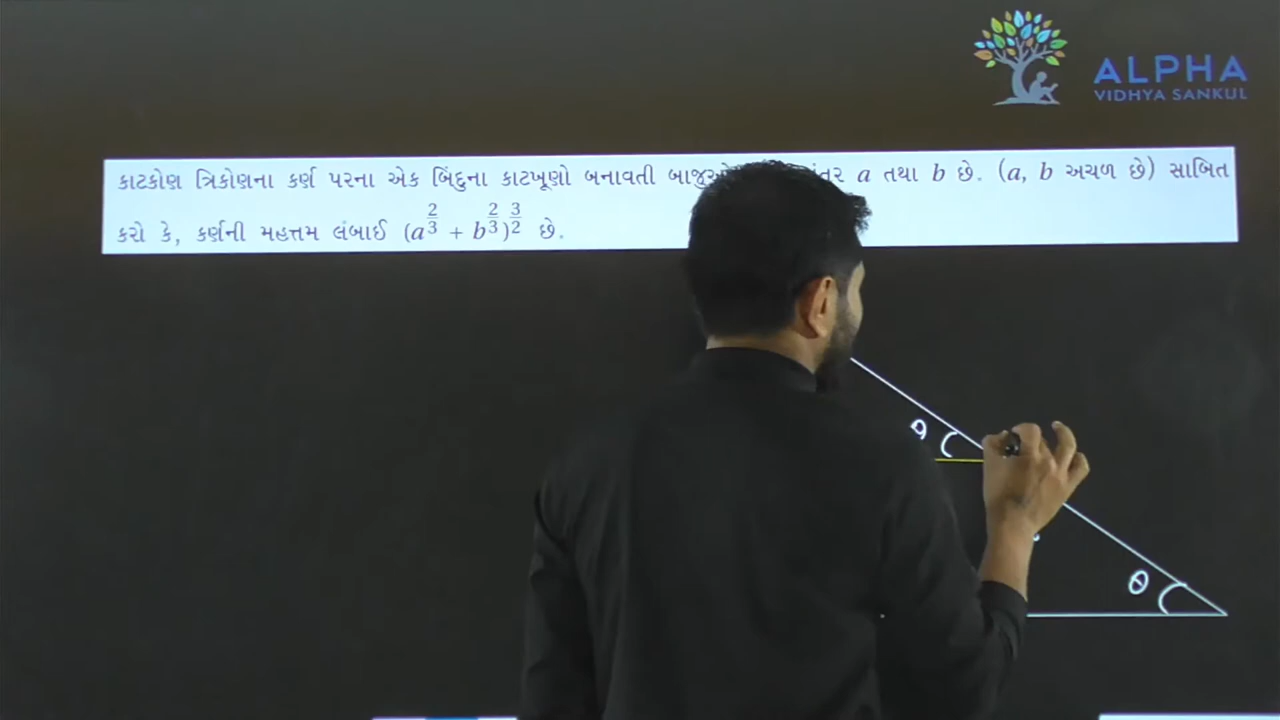 ALPHA
VIDHYA SANKUL
કાટકોણ ત્રિકોણના કર્ણ પરના એક બિંદુના કાટખૂણો બનાવતી a તથા b છે. (a, b અચળ છે) સાબિત
કરો કે, કર્ણની મહત્તમ લંબાઈ (a^{2/3} + b^{2/3})^{3/2} છે.
θ
θ